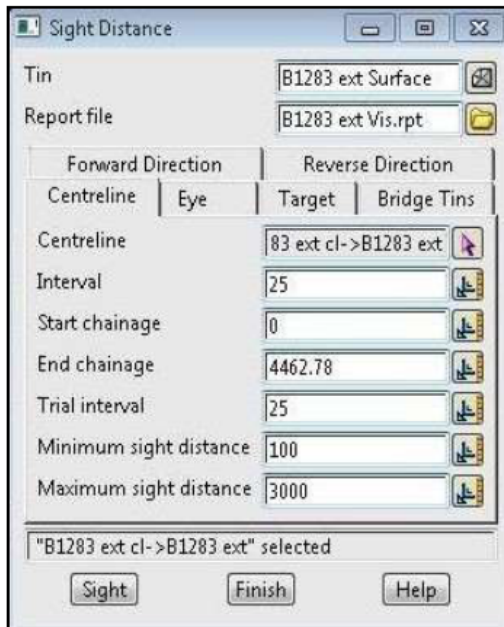 Sight Distance
Tin B1283 ext Surface
Report file B1283 ext Vis.rpt
Forward Direction Reverse Direction
Centreline Eye Target Bridge Tins
Centreline 83 ext cl->B1283 ext
Interval 25
Start chainage 0
End chainage 4462.78
Trial interval 25
Minimum sight distance 100
Maximum sight distance 3000
"B1283 ext cl->B1283 ext" selected
Sight Finish Help